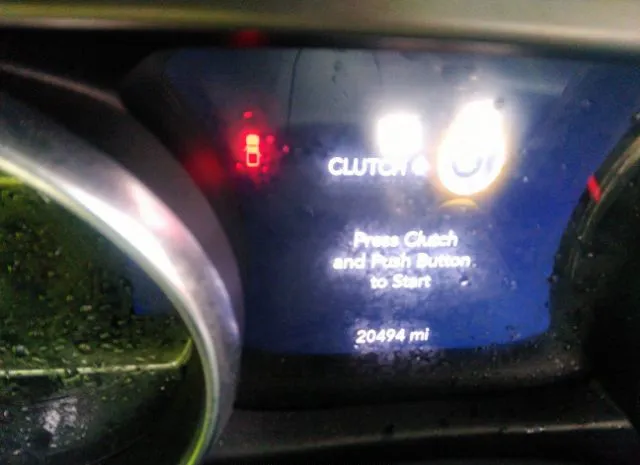 CLUTCH
Press Clutch
and Push Button
to Start
20494 mi